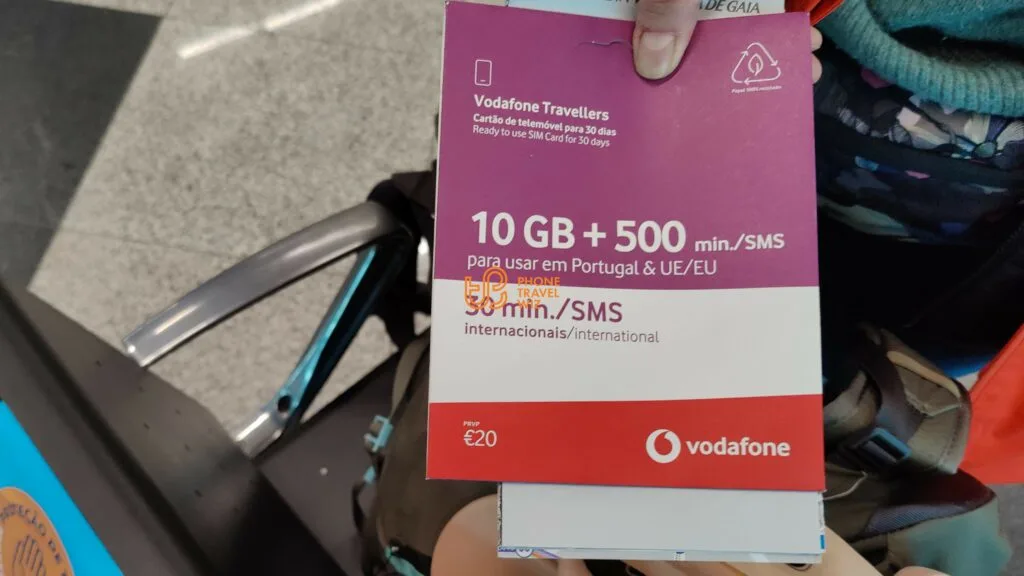 DE GAIA
Vodafone Travellers
Cartão de telemóvel para 30 dias
Ready to use SIM Card for 30 days
10 GB + 500 min./SMS
para usar em Portugal & UE/EU
PHONE
TRAVEL
WIZ
30 min./SMS
internacionais/international
PRVP
€20
vodafone